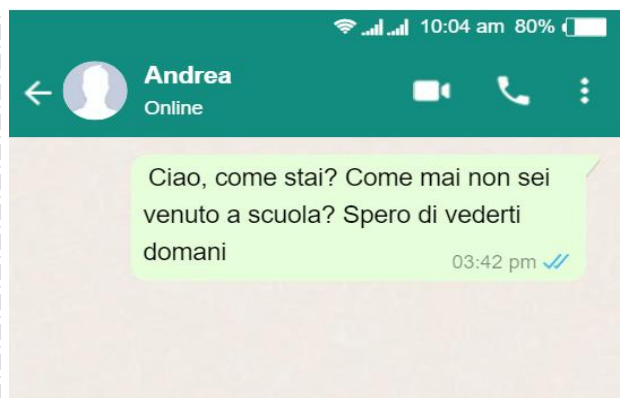 10:04 am 80%
Andrea
Online
Ciao, come stai? Come mai non sei
venuto a scuola? Spero di vederti
domani
03:42 pm